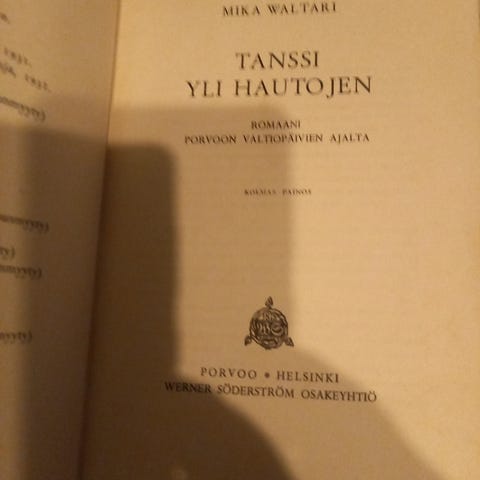 MIKA WALTARI
TANSSI
YLI HAUTOJEN
ROMAANI
PORVOON VALTIOPÄIVIEN AJALTA
KOLMAS PAINOS
PORVOO • HELSINKI
WERNER SÖDERSTRÖM OSAKEYHTIÖ